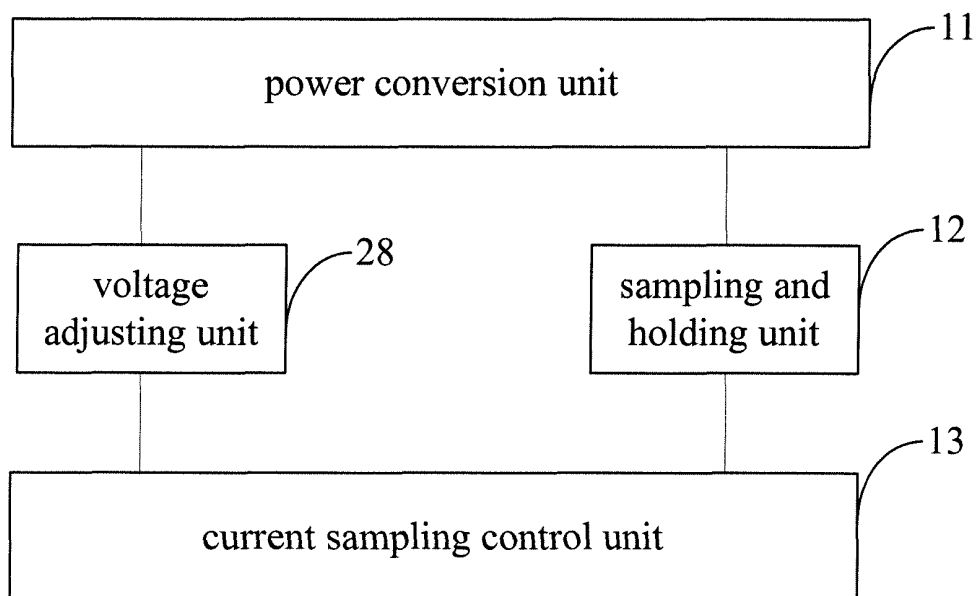 11
power conversion unit
28
voltage
adjusting unit
12
sampling and
holding unit
13
current sampling control unit